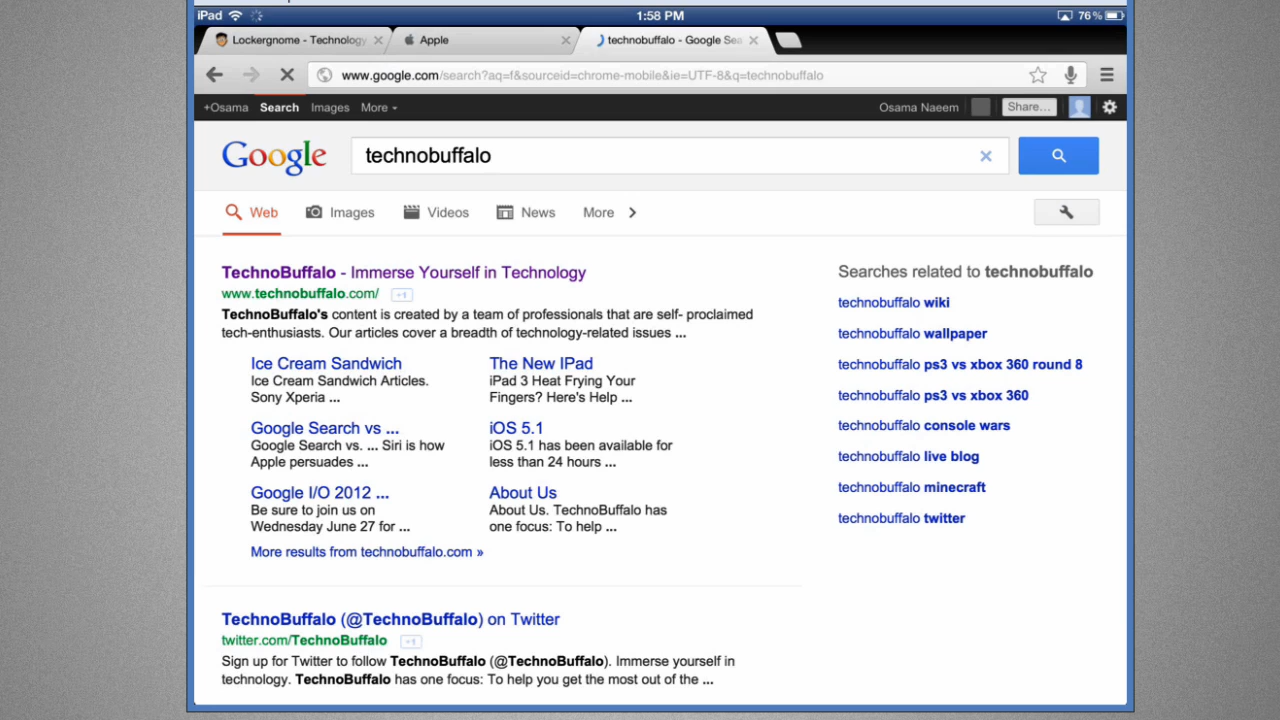 iPad 1:58 PM 76%
Lockergnome - Technology Apple technobuffalo - Google Sea
www.google.com/search?aq=f&sourceid=chrome-mobile&ie=UTF-8&q=technobuffalo
+Osama Search Images More Osama Naeem Share...
Google technobuffalo
Web Images Videos News More
TechnoBuffalo - Immerse Yourself in Technology
www.technobuffalo.com/ +1
TechnoBuffalo's content is created by a team of professionals that are self- proclaimed
tech-enthusiasts. Our articles cover a breadth of technology-related issues ...
Ice Cream Sandwich
Ice Cream Sandwich Articles.
Sony Xperia ...
The New IPad
iPad 3 Heat Frying Your
Fingers? Here's Help ...
Google Search vs ...
Google Search vs. ... Siri is how
Apple persuades ...
iOS 5.1
iOS 5.1 has been available for
less than 24 hours ...
Google I/O 2012 ...
Be sure to join us on
Wednesday June 27 for ...
About Us
About Us. TechnoBuffalo has
one focus: To help ...
More results from technobuffalo.com »
TechnoBuffalo (@TechnoBuffalo) on Twitter
twitter.com/TechnoBuffalo +1
Sign up for Twitter to follow TechnoBuffalo (@TechnoBuffalo). Immerse yourself in
technology. TechnoBuffalo has one focus: To help you get the most out of the ...
Searches related to technobuffalo
technobuffalo wiki
technobuffalo wallpaper
technobuffalo ps3 vs xbox 360 round 8
technobuffalo ps3 vs xbox 360
technobuffalo console wars
technobuffalo live blog
technobuffalo minecraft
technobuffalo twitter